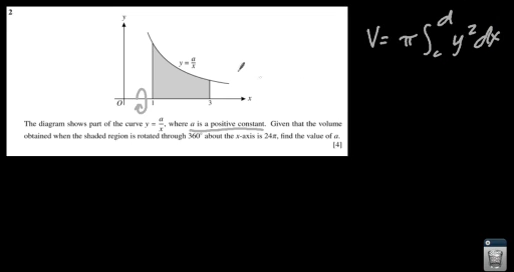 2
y
y = a/x
O 1 3 x
The diagram shows part of the curve y = a/x, where a is a positive constant. Given that the volume
obtained when the shaded region is rotated through 360° about the x-axis is 24π, find the value of a.
[4]
V = π ∫_c^d y² dx